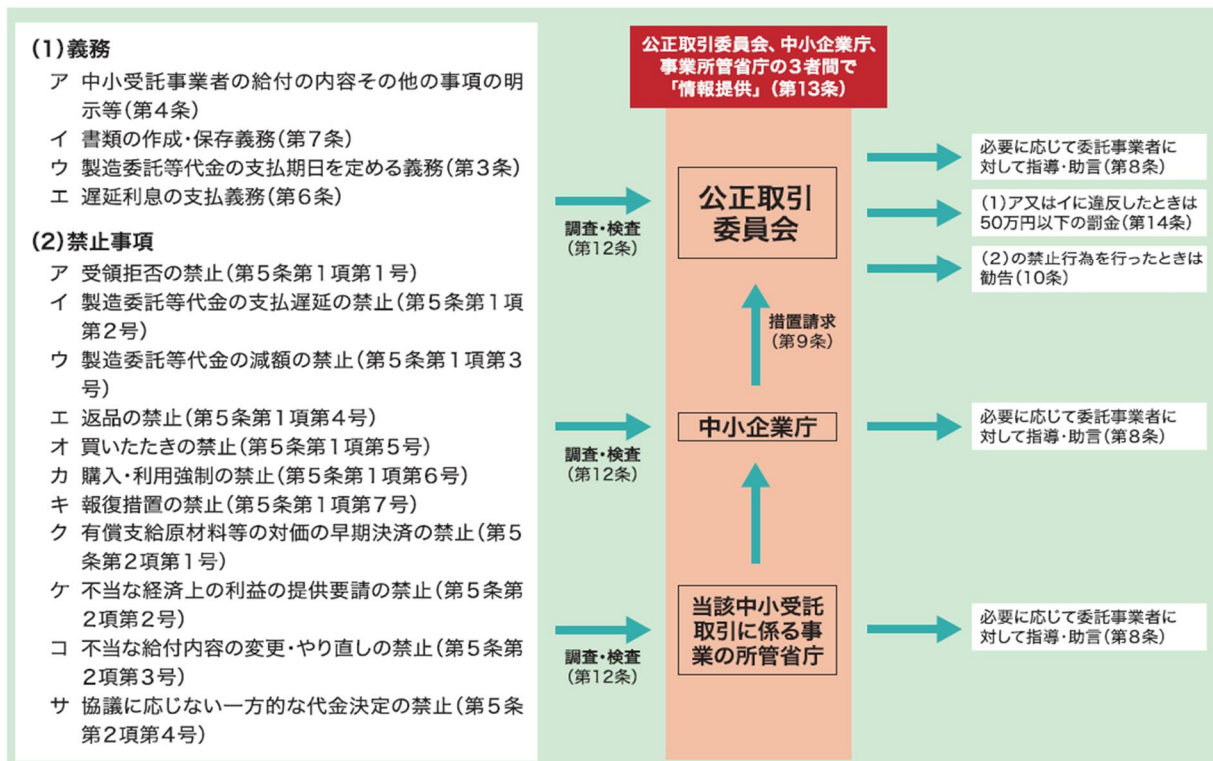 (1)義務
ア 中小受託事業者の給付の内容その他の事項の明
示等(第4条)
イ 書類の作成・保存義務(第7条)
ウ 製造委託等代金の支払期日を定める義務(第3条)
エ 遅延利息の支払義務(第6条)
(2)禁止事項
ア 受領拒否の禁止(第5条第1項第1号)
イ 製造委託等代金の支払遅延の禁止(第5条第1項
第2号)
ウ 製造委託等代金の減額の禁止(第5条第1項第3
号)
エ 返品の禁止(第5条第1項第4号)
オ 買いたたきの禁止(第5条第1項第5号)
カ 購入・利用強制の禁止(第5条第1項第6号)
キ 報復措置の禁止(第5条第1項第7号)
ク 有償支給原材料等の対価の早期決済の禁止(第5
条第2項第1号)
ケ 不当な経済上の利益の提供要請の禁止(第5条第
2項第2号)
コ 不当な給付内容の変更・やり直しの禁止(第5条第
2項第3号)
サ 協議に応じない一方的な代金決定の禁止(第5条
第2項第4号)
公正取引委員会、中小企業庁、
事業所管省庁の3者間で
「情報提供」(第13条)
調査・検査
(第12条)
公正取引
委員会
必要に応じて委託事業者に
対して指導・助言(第8条)
(1)ア又はイに違反したときは
50万円以下の罰金(第14条)
(2)の禁止行為を行ったときは
勧告(10条)
措置請求
(第9条)
調査・検査
(第12条)
中小企業庁
必要に応じて委託事業者に
対して指導・助言(第8条)
調査・検査
(第12条)
当該中小受託
取引に係る事
業の所管省庁
必要に応じて委託事業者に
対して指導・助言(第8条)